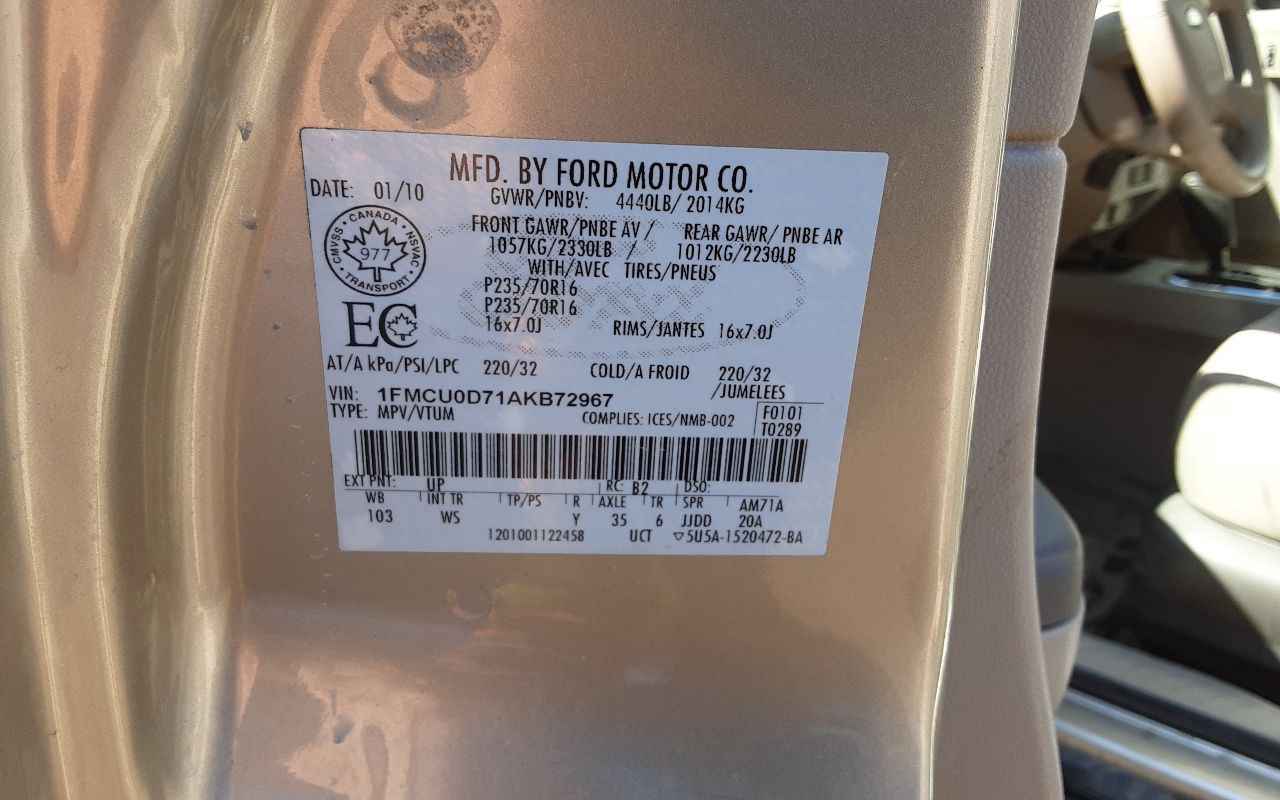 MFD. BY FORD MOTOR CO.
DATE: 01/10
GVWR/PNBV: 4440LB/ 2014KG
CMVSS • CANADA • NSVAC • TRANSPORT •
977
FRONT GAWR/PNBE AV / REAR GAWR/ PNBE AR
1057KG/2330LB / 1012KG/2230LB
WITH/AVEC TIRES/PNEUS
P235/70R16
P235/70R16
16x7.0J RIMS/JANTES 16x7.0J
EC
AT/A kPa/PSI/LPC 220/32 COLD/A FROID 220/32
/JUMELEES
VIN: 1FMCU0D71AKB72967
TYPE: MPV/VTUM COMPLIES: ICES/NMB-002
F0101
T0289
EXT PNT: UP RC: B2 DSO:
WB INT TR TP/PS R AXLE TR SPR AM71A
103 WS Y 35 6 JJDD 20A
1201001122458 UCT ▽5U5A-1520472-BA